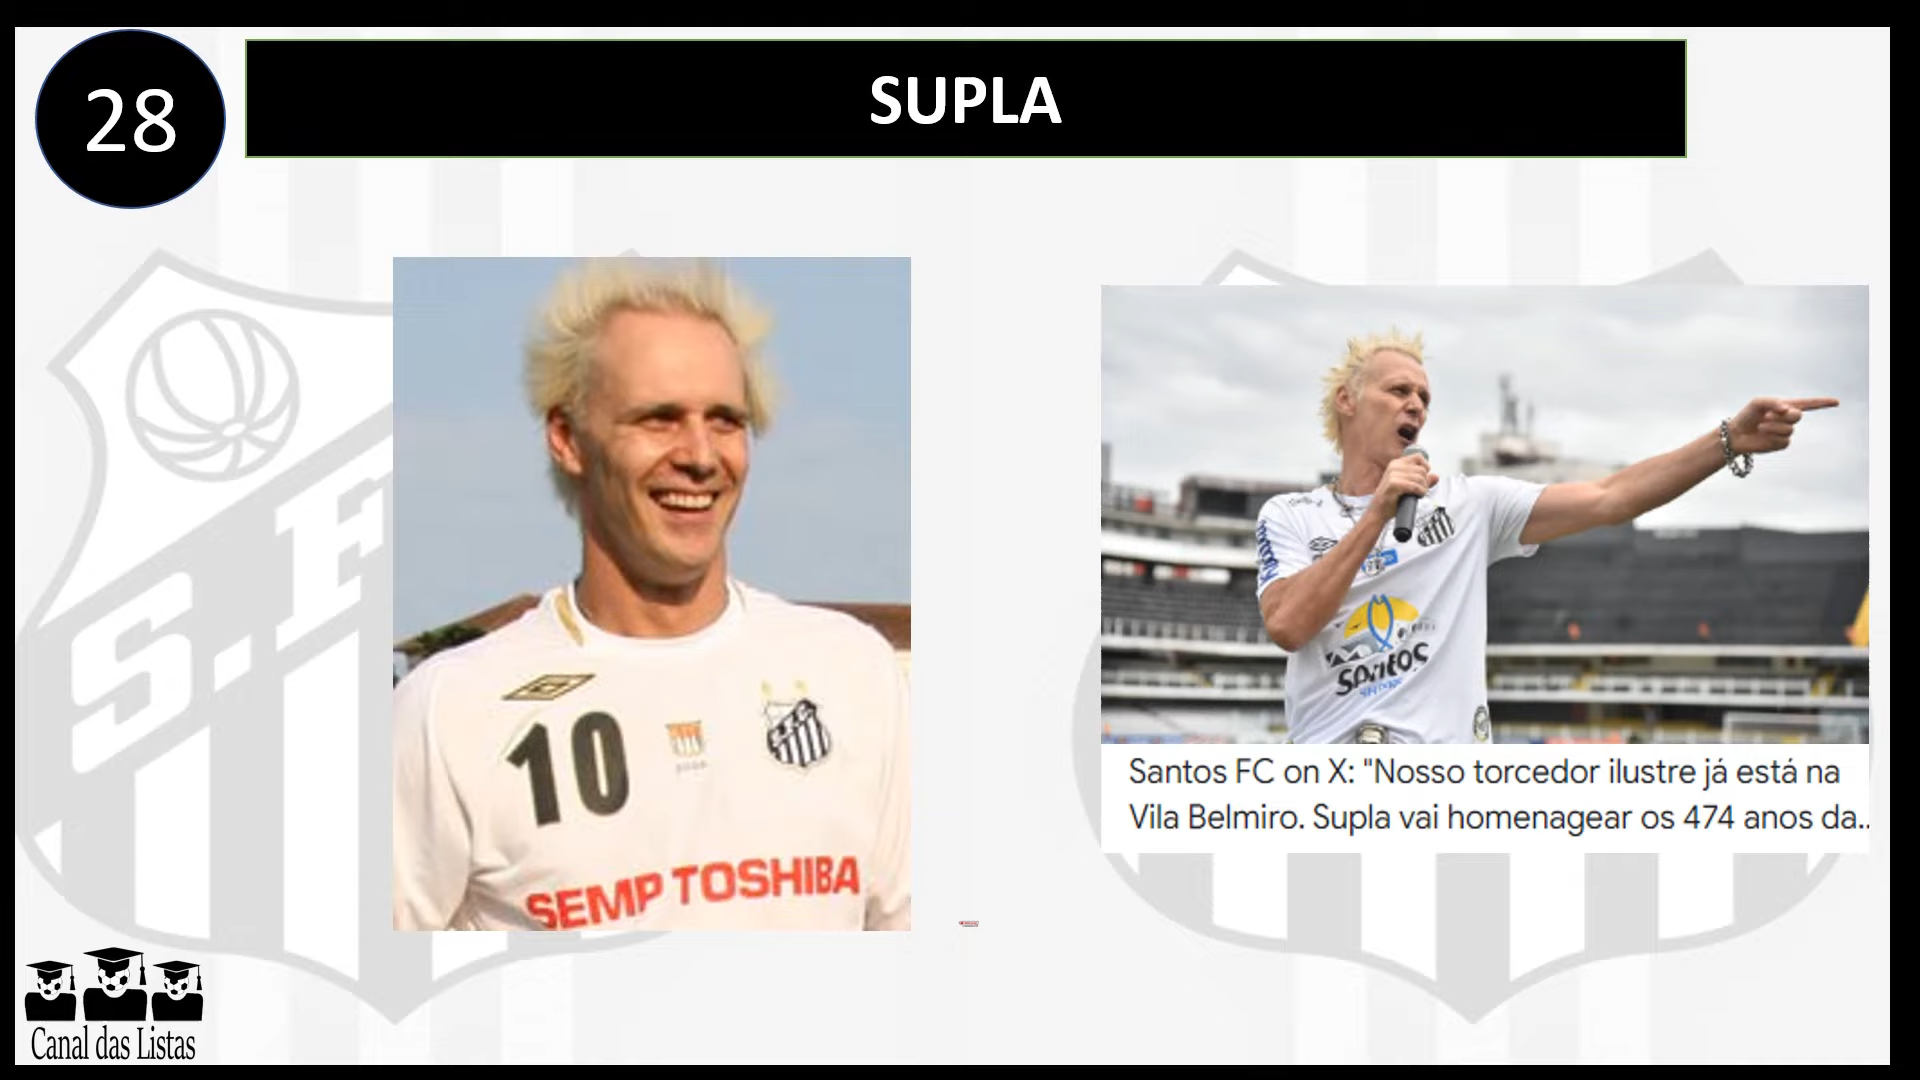 28
SUPLA
S. F
10
SEMP TOSHIBA
Santos
Santos FC on X: "Nosso torcedor ilustre já está na
Vila Belmiro. Supla vai homenagear os 474 anos da..
Canal das Listas